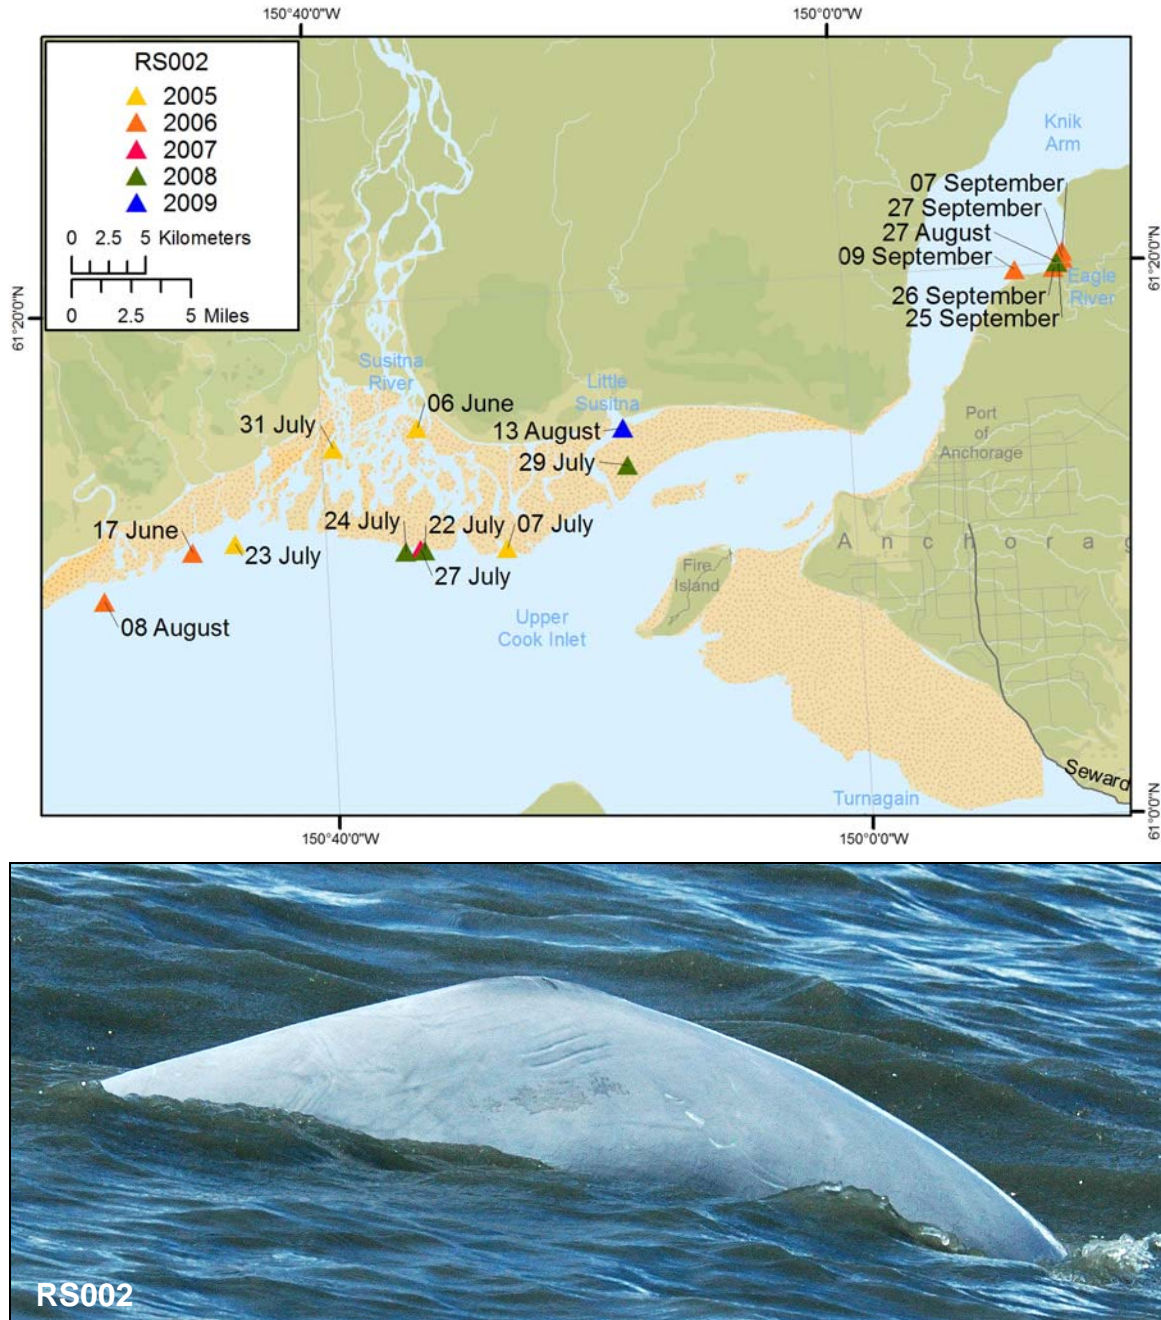 150°40'0"W
150°0'0"W
RS002
2005
2006
2007
2008
2009
0 2.5 5 Kilometers
0 2.5 5 Miles
61°20'0"N
61°20'0"N
Knik
Arm
07 September
27 September
27 August
09 September
Eagle
River
26 September
25 September
Susitna
River
Little
Susitna
06 June
31 July
13 August
29 July
Port
of
Anchorage
24 July
22 July
07 July
17 June
23 July
27 July
Anchorag
Fire
Island
08 August
Upper
Cook Inlet
Seward
Turnagain
61°0'0"N
150°40'0"W
150°0'0"W
RS002